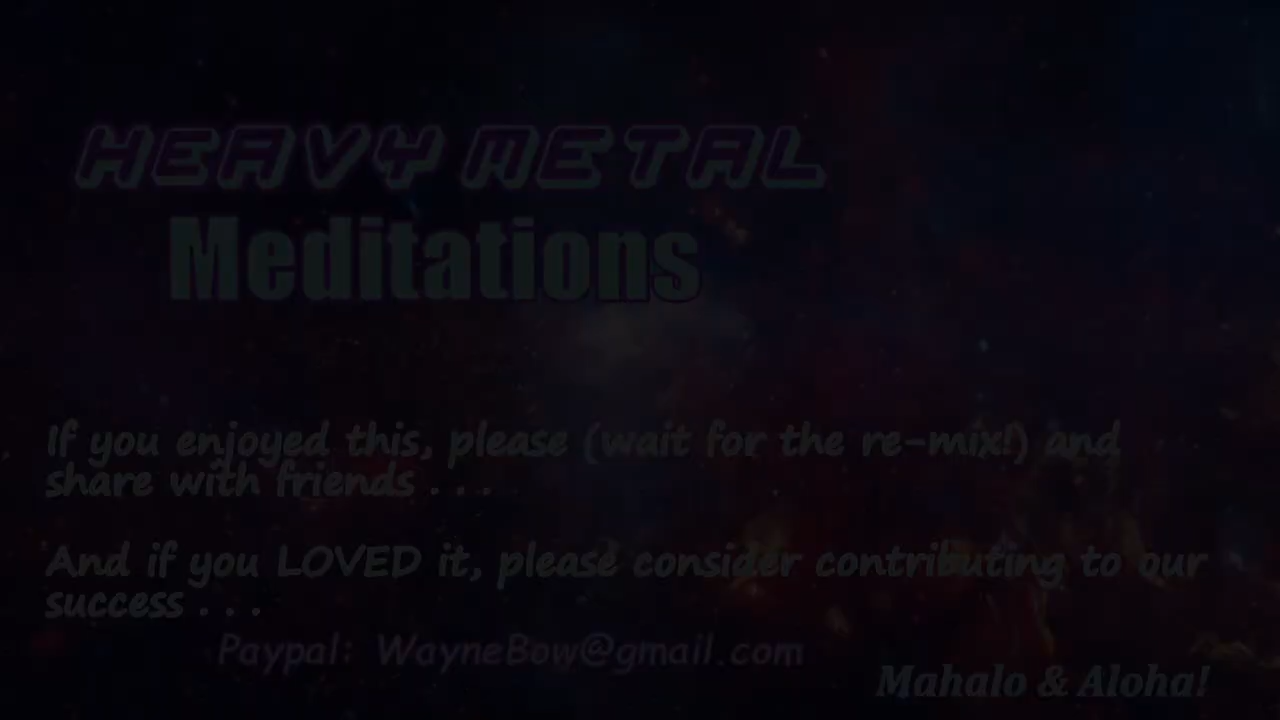 HEAVY METAL
Meditations
If you enjoyed this, please (wait for the re-mix!) and
share with friends . . .
And if you LOVED it, please consider contributing to our
success . . .
Paypal: WayneBow@gmail.com
Mahalo & Aloha!